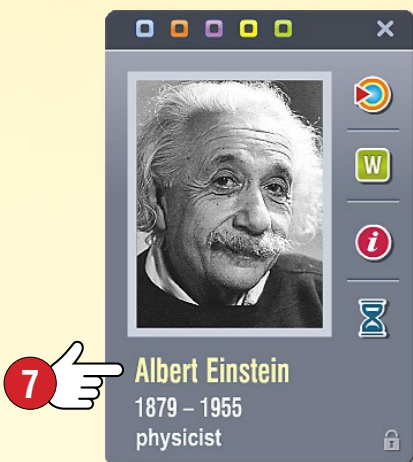 W
i
7
Albert Einstein
1879 – 1955
physicist